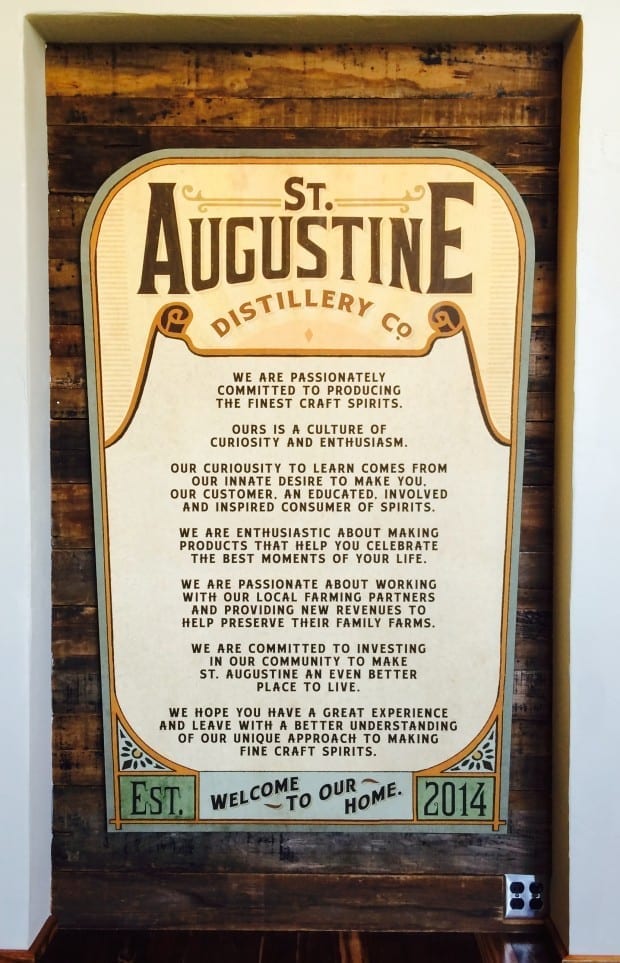 ST.
AUGUSTINE
DISTILLERY CO
WE ARE PASSIONATELY
COMMITTED TO PRODUCING
THE FINEST CRAFT SPIRITS.
OURS IS A CULTURE OF
CURIOSITY AND ENTHUSIASM.
OUR CURIOUSITY TO LEARN COMES FROM
OUR INNATE DESIRE TO MAKE YOU,
OUR CUSTOMER, AN EDUCATED, INVOLVED
AND INSPIRED CONSUMER OF SPIRITS.
WE ARE ENTHUSIASTIC ABOUT MAKING
PRODUCTS THAT HELP YOU CELEBRATE
THE BEST MOMENTS OF YOUR LIFE.
WE ARE PASSIONATE ABOUT WORKING
WITH OUR LOCAL FARMING PARTNERS
AND PROVIDING NEW REVENUES TO
HELP PRESERVE THEIR FAMILY FARMS.
WE ARE COMMITTED TO INVESTING
IN OUR COMMUNITY TO MAKE
ST. AUGUSTINE AN EVEN BETTER
PLACE TO LIVE.
WE HOPE YOU HAVE A GREAT EXPERIENCE
AND LEAVE WITH A BETTER UNDERSTANDING
OF OUR UNIQUE APPROACH TO MAKING
FINE CRAFT SPIRITS.
EST. WELCOME TO OUR HOME. 2014